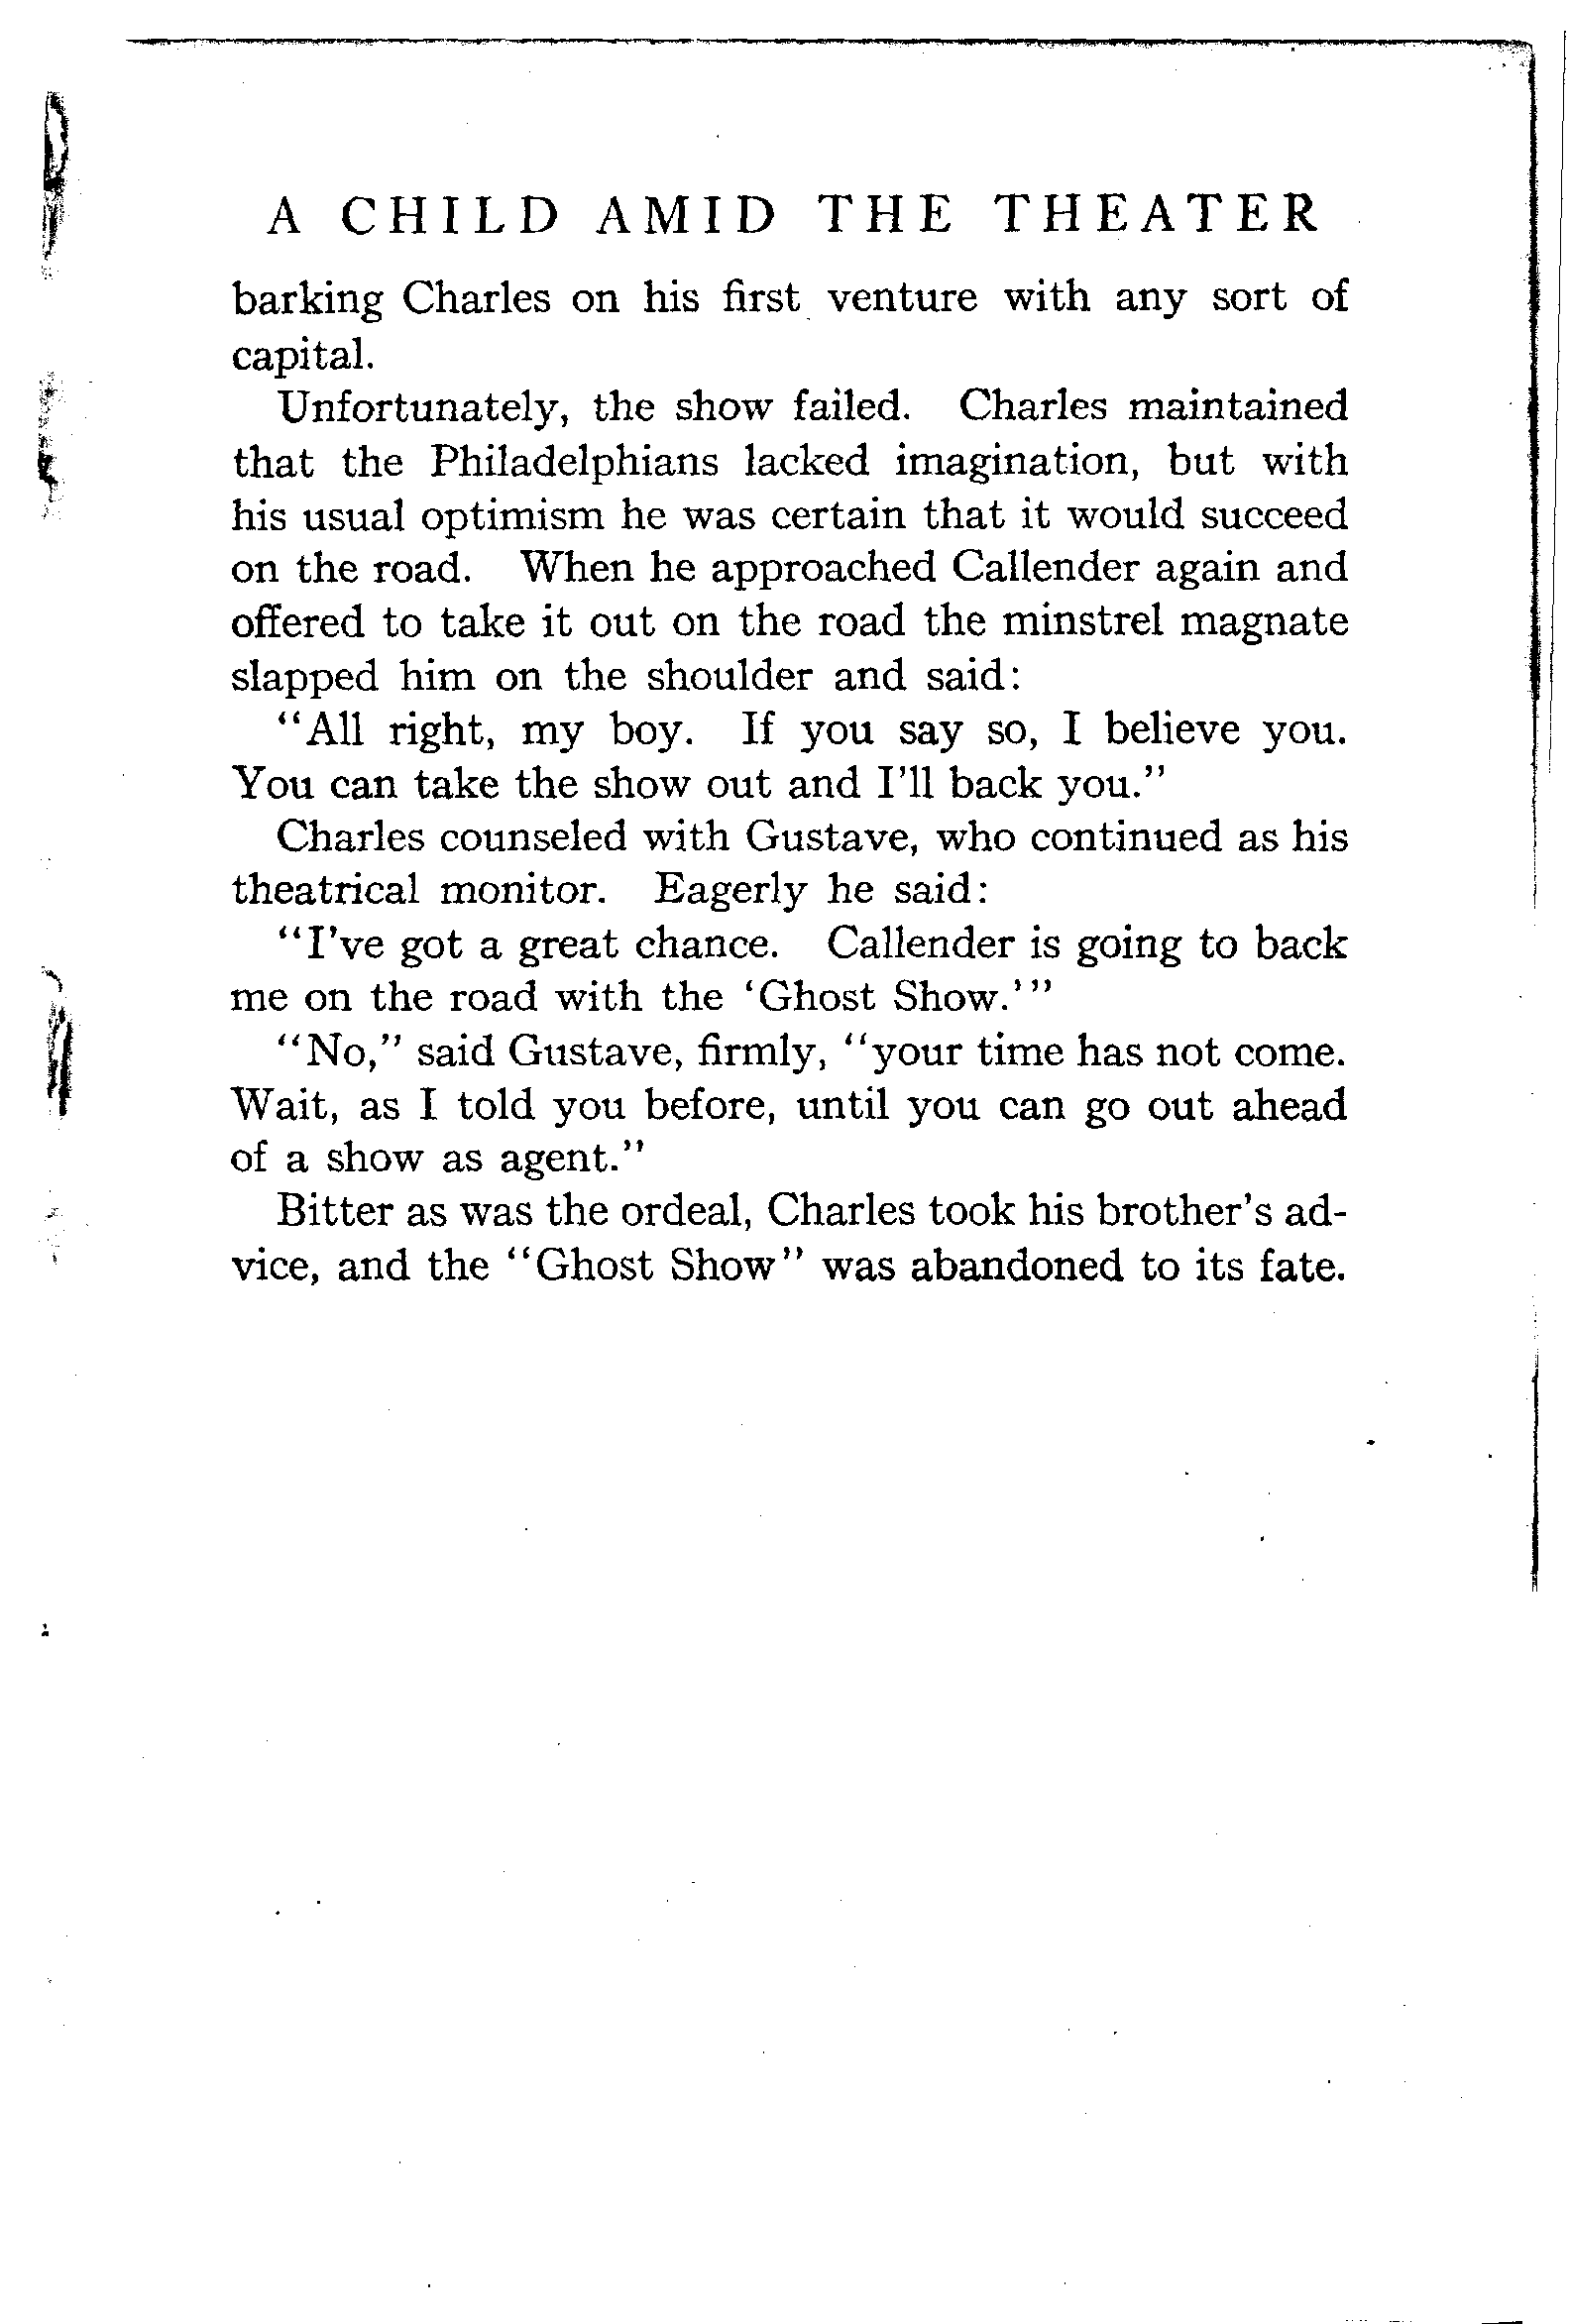 A CHILD AMID THE THEATER
barking Charles on his first venture with any sort of
capital.
Unfortunately, the show failed. Charles maintained
that the Philadelphians lacked imagination, but with
his usual optimism he was certain that it would succeed
on the road. When he approached Callender again and
offered to take it out on the road the minstrel magnate
slapped him on the shoulder and said:
"All right, my boy. If you say so, I believe you.
You can take the show out and I'll back you."
Charles counseled with Gustave, who continued as his
theatrical monitor. Eagerly he said:
"I've got a great chance. Callender is going to back
me on the road with the 'Ghost Show.'"
"No," said Gustave, firmly, "your time has not come.
Wait, as I told you before, until you can go out ahead
of a show as agent."
Bitter as was the ordeal, Charles took his brother's ad-
vice, and the "Ghost Show" was abandoned to its fate.